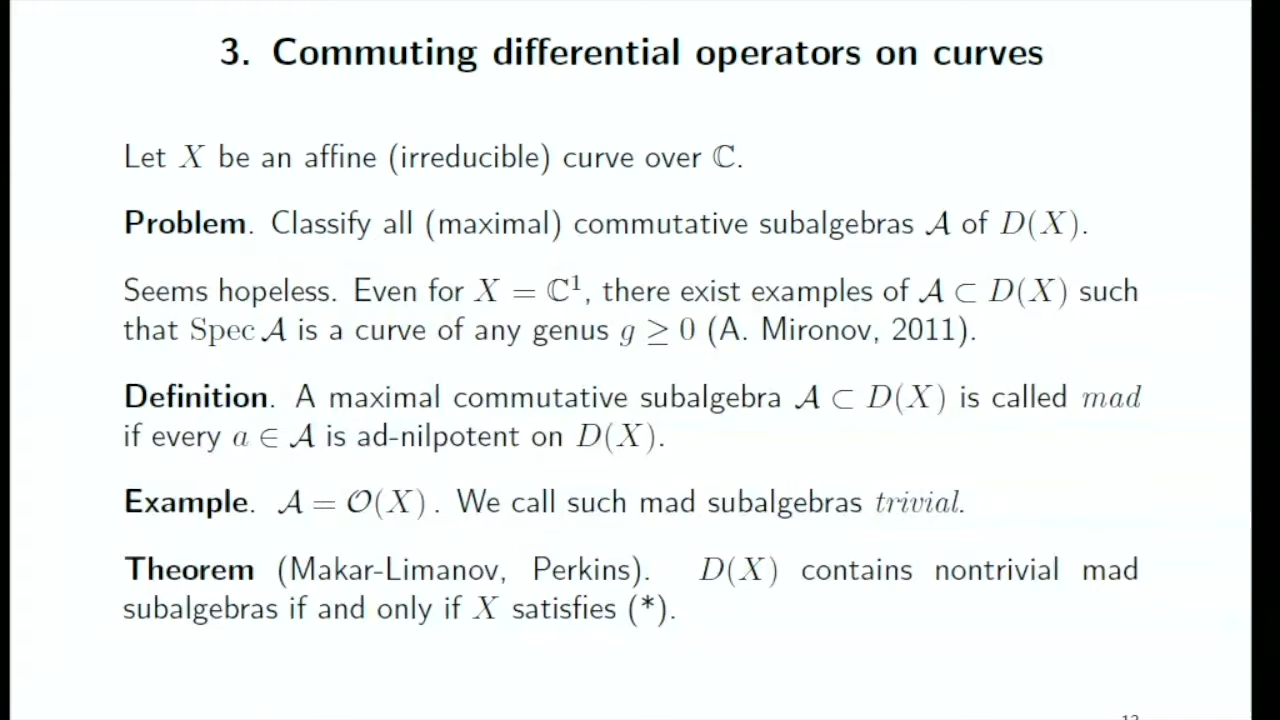 3. Commuting differential operators on curves
Let X be an affine (irreducible) curve over ℂ.
Problem. Classify all (maximal) commutative subalgebras 𝒜 of D(X).
Seems hopeless. Even for X = ℂ¹, there exist examples of 𝒜 ⊂ D(X) such
that Spec 𝒜 is a curve of any genus g ≥ 0 (A. Mironov, 2011).
Definition. A maximal commutative subalgebra 𝒜 ⊂ D(X) is called mad
if every a ∈ 𝒜 is ad-nilpotent on D(X).
Example. 𝒜 = 𝒪(X). We call such mad subalgebras trivial.
Theorem (Makar-Limanov, Perkins). D(X) contains nontrivial mad
subalgebras if and only if X satisfies (*).